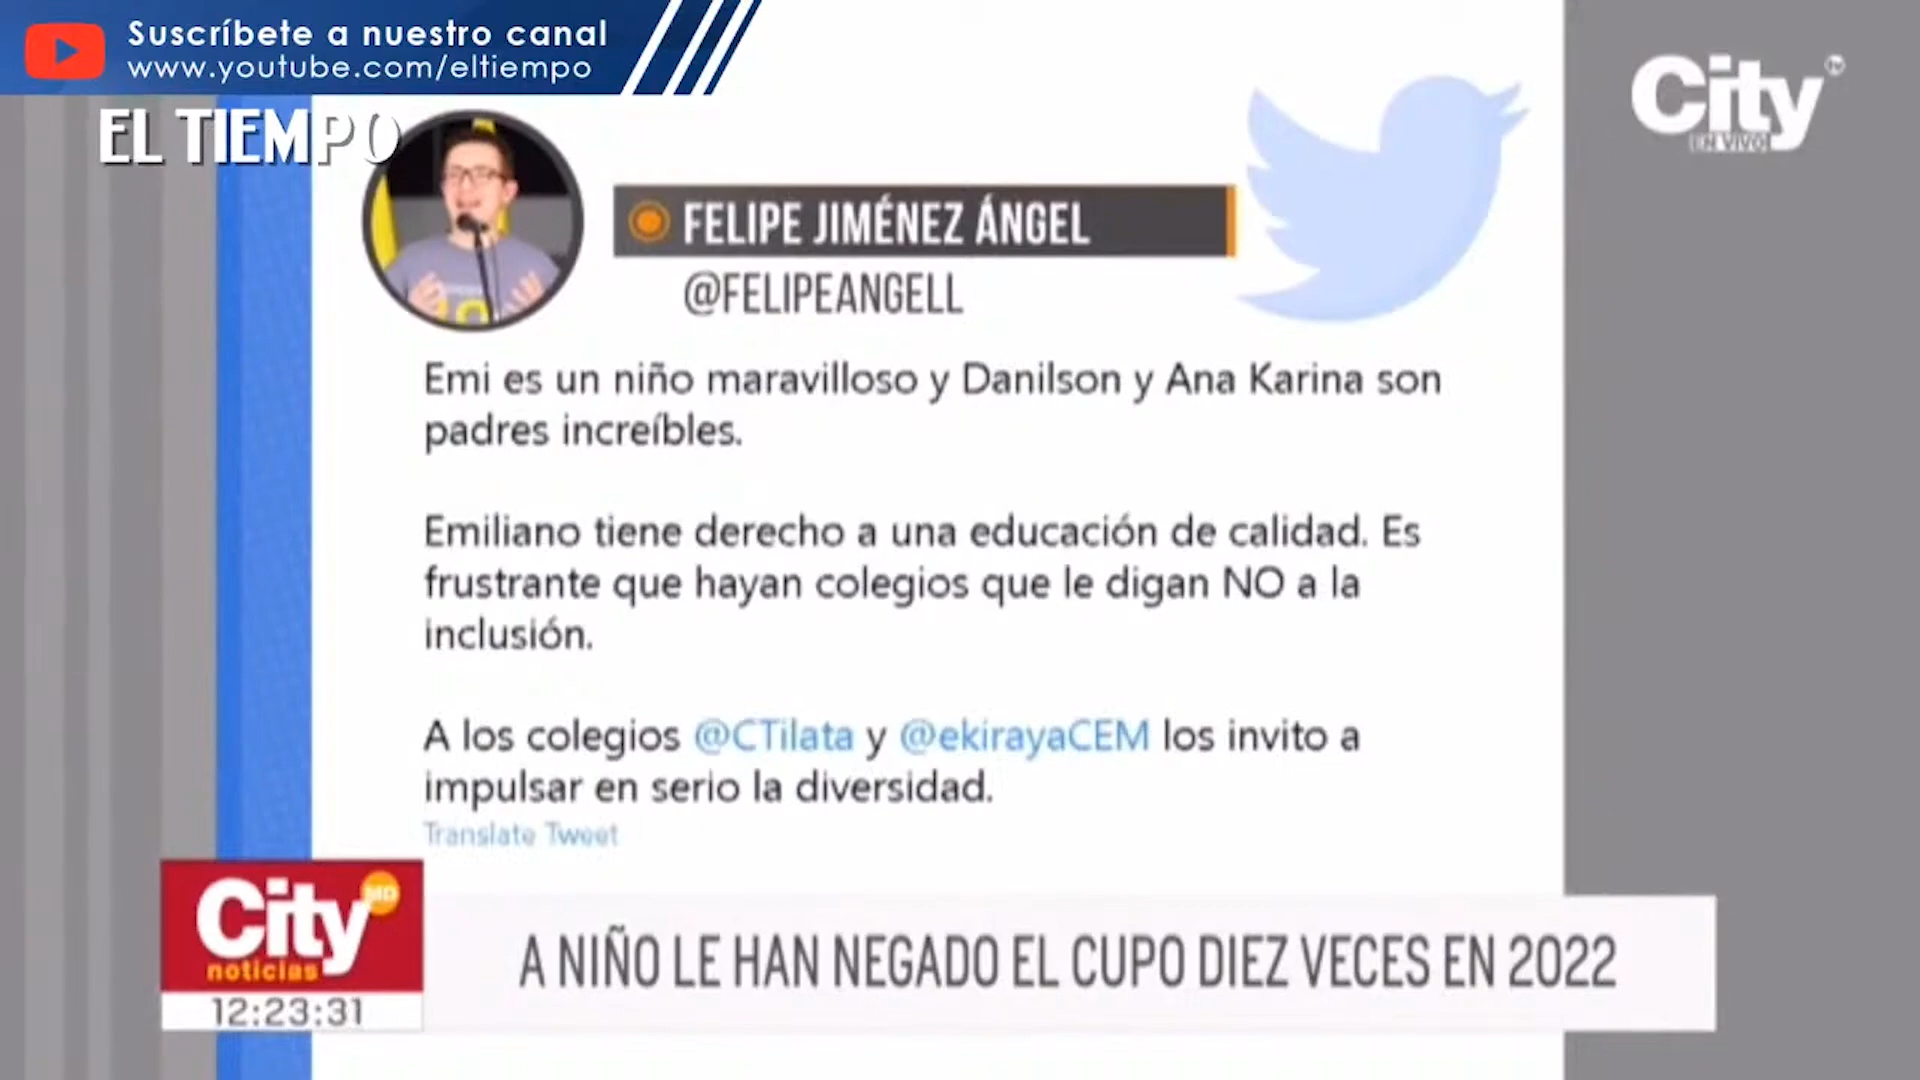 Suscríbete a nuestro canal
www.youtube.com/eltiempo
EL TIEMPO
City tv
EN VIVO
FELIPE JIMÉNEZ ÁNGEL
@FELIPEANGELL
Emi es un niño maravilloso y Danilson y Ana Karina son
padres increíbles.
Emiliano tiene derecho a una educación de calidad. Es
frustrante que hayan colegios que le digan NO a la
inclusión.
A los colegios @CTilata y @ekirayaCEM los invito a
impulsar en serio la diversidad.
Translate Tweet
City
noticias
12:23:31
A NIÑO LE HAN NEGADO EL CUPO DIEZ VECES EN 2022